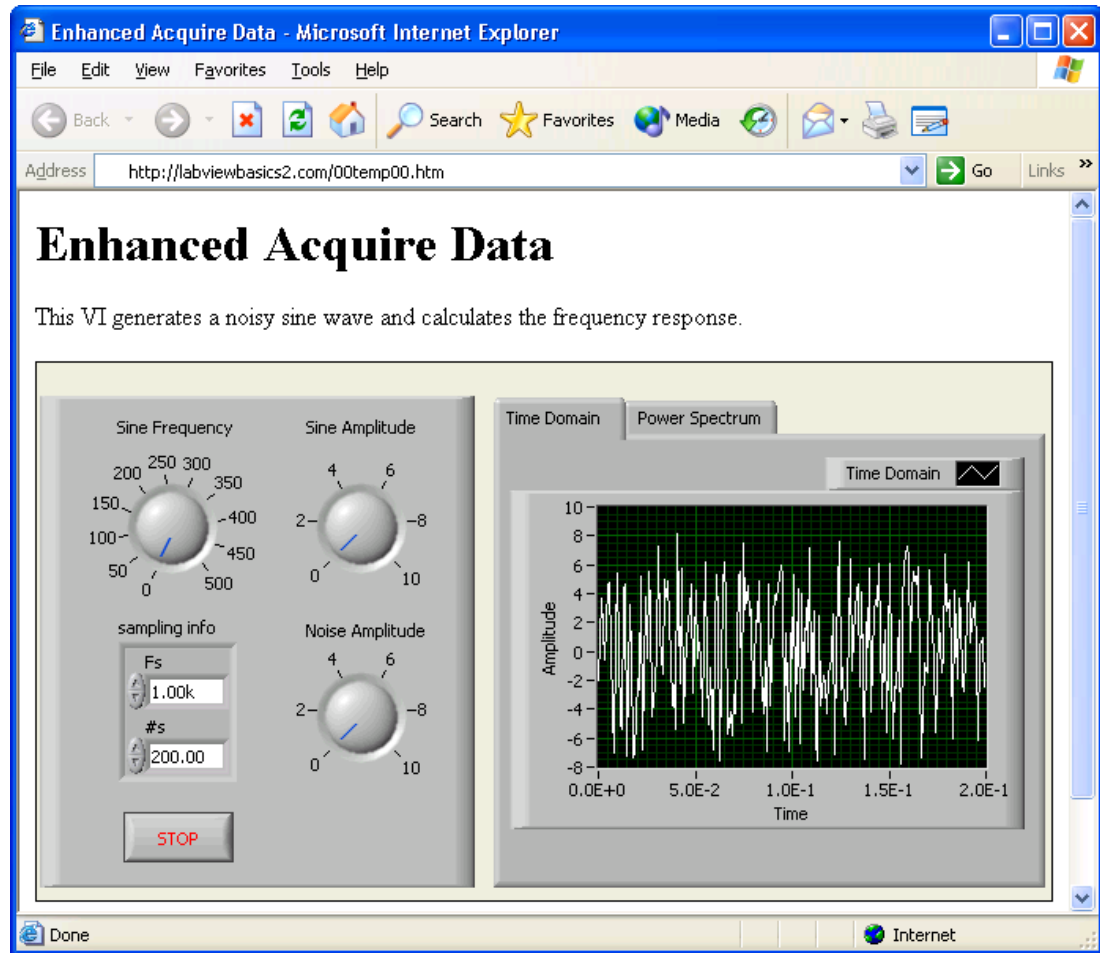 Enhanced Acquire Data - Microsoft Internet Explorer
File Edit View Favorites Tools Help
Back Search Favorites Media
Address http://labviewbasics2.com/00temp00.htm Go Links »
Enhanced Acquire Data
This VI generates a noisy sine wave and calculates the frequency response.
Sine Frequency
0 50 100 150 200 250 300 350 400 450 500
Sine Amplitude
0 2 4 6 8 10
sampling info
Fs
1.00k
#s
200.00
Noise Amplitude
0 2 4 6 8 10
STOP
Time Domain Power Spectrum
Time Domain
Amplitude
10
8
6
4
2
0
-2
-4
-6
-8
0.0E+0 5.0E-2 1.0E-1 1.5E-1 2.0E-1
Time
Done Internet